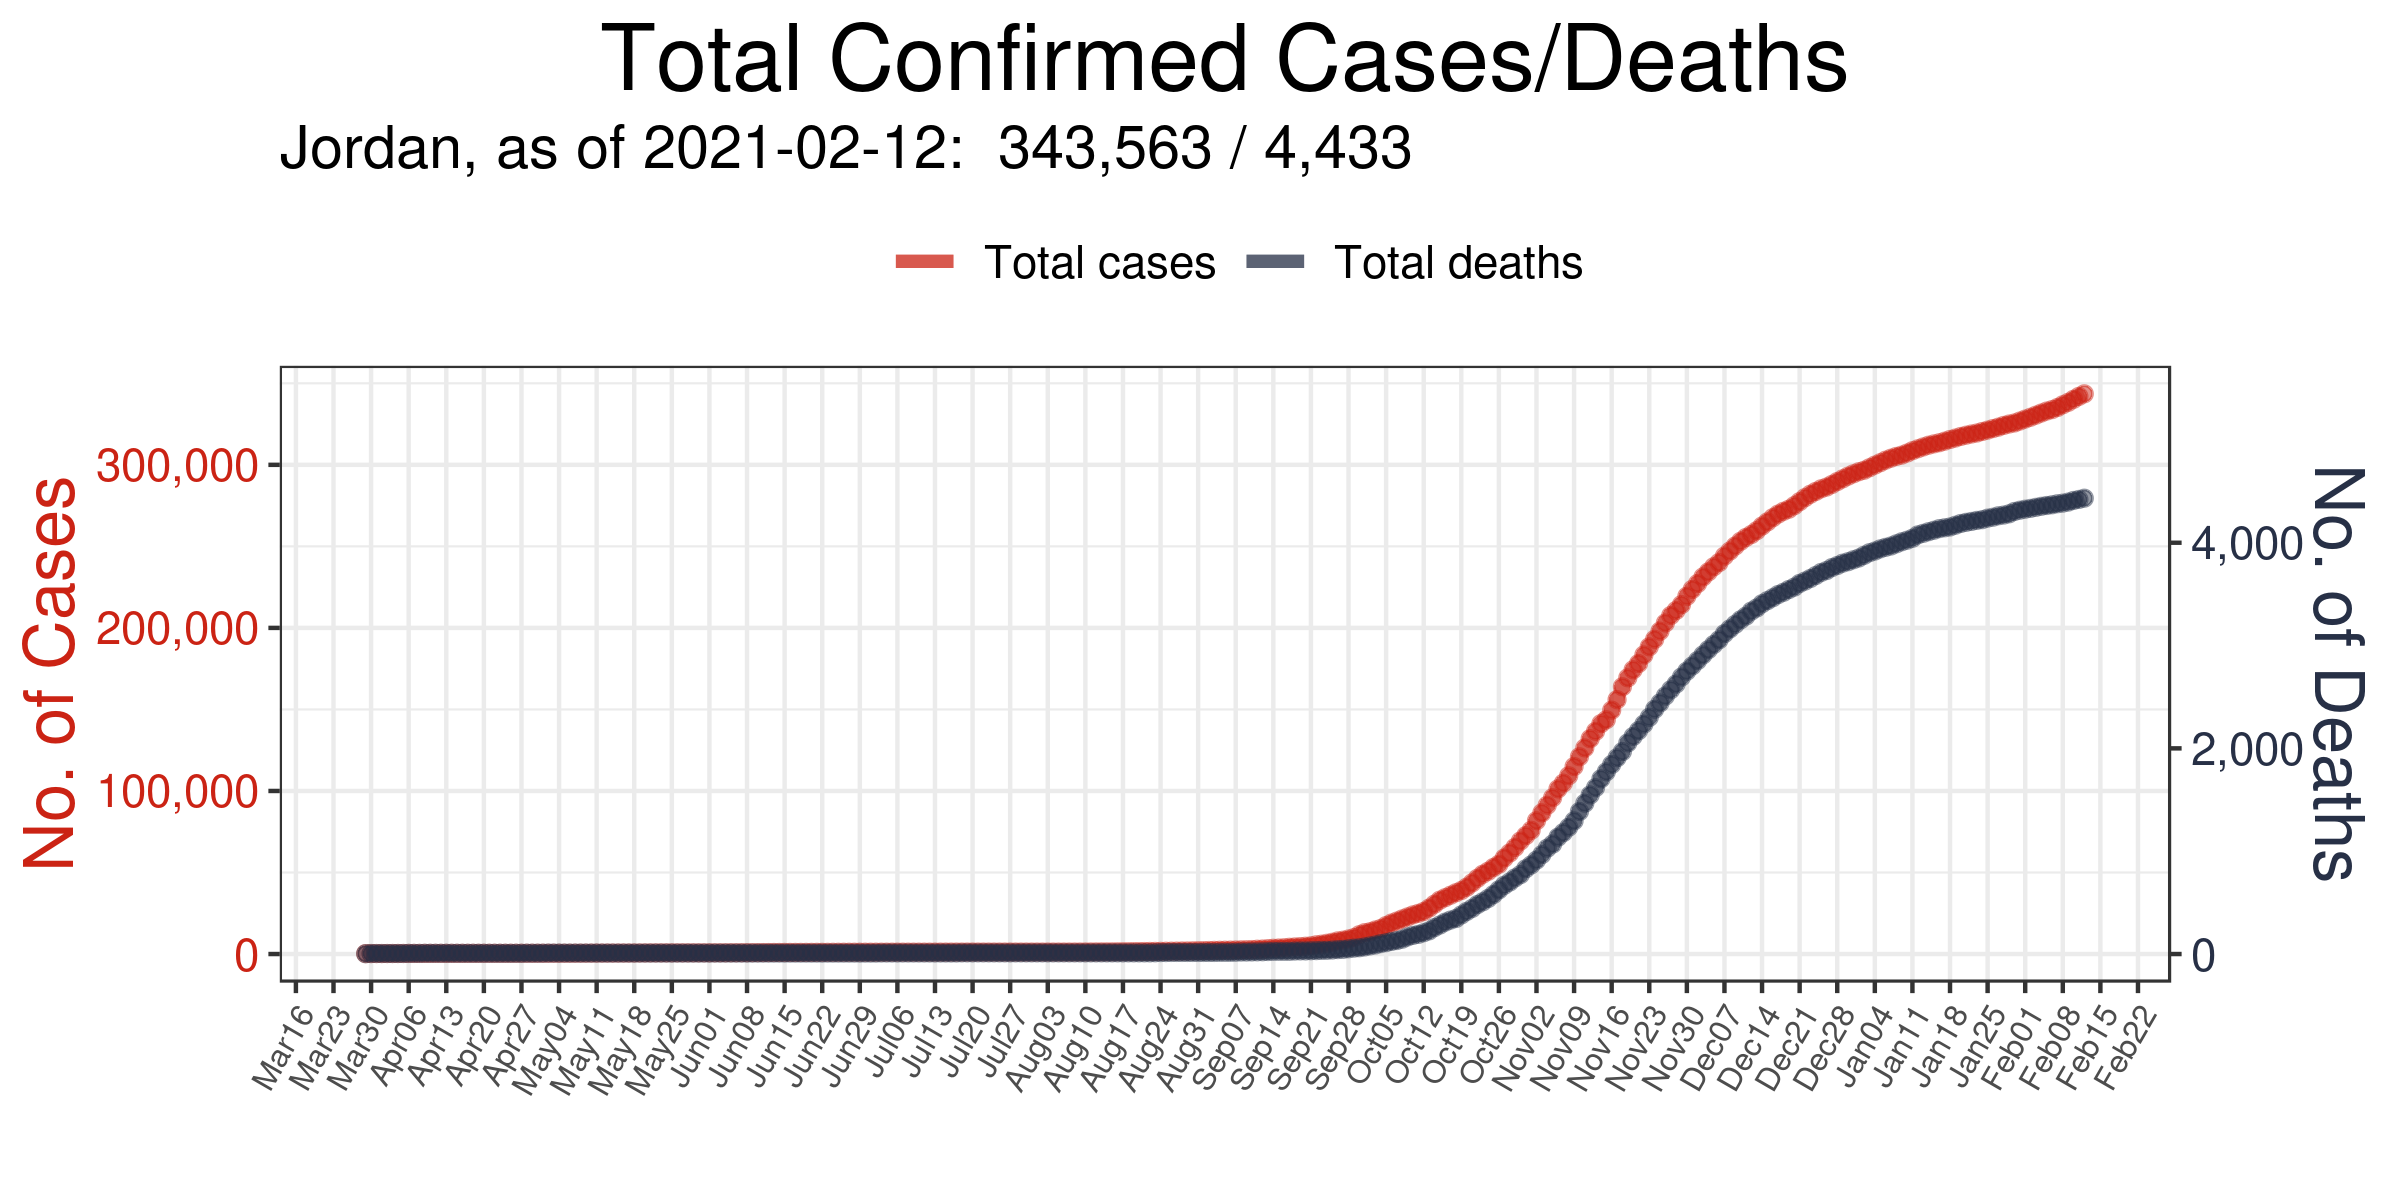 Total Confirmed Cases/Deaths
Jordan, as of 2021-02-12:  343,563 / 4,433
Total cases
Total deaths
No. of Cases
300,000
200,000
100,000
0
No. of Deaths
4,000
2,000
0
Mar16
Mar23
Mar30
Apr06
Apr13
Apr20
Apr27
May04
May11
May18
May25
Jun01
Jun08
Jun15
Jun22
Jun29
Jul06
Jul13
Jul20
Jul27
Aug03
Aug10
Aug17
Aug24
Aug31
Sep07
Sep14
Sep21
Sep28
Oct05
Oct12
Oct19
Oct26
Nov02
Nov09
Nov16
Nov23
Nov30
Dec07
Dec14
Dec21
Dec28
Jan04
Jan11
Jan18
Jan25
Feb01
Feb08
Feb15
Feb22